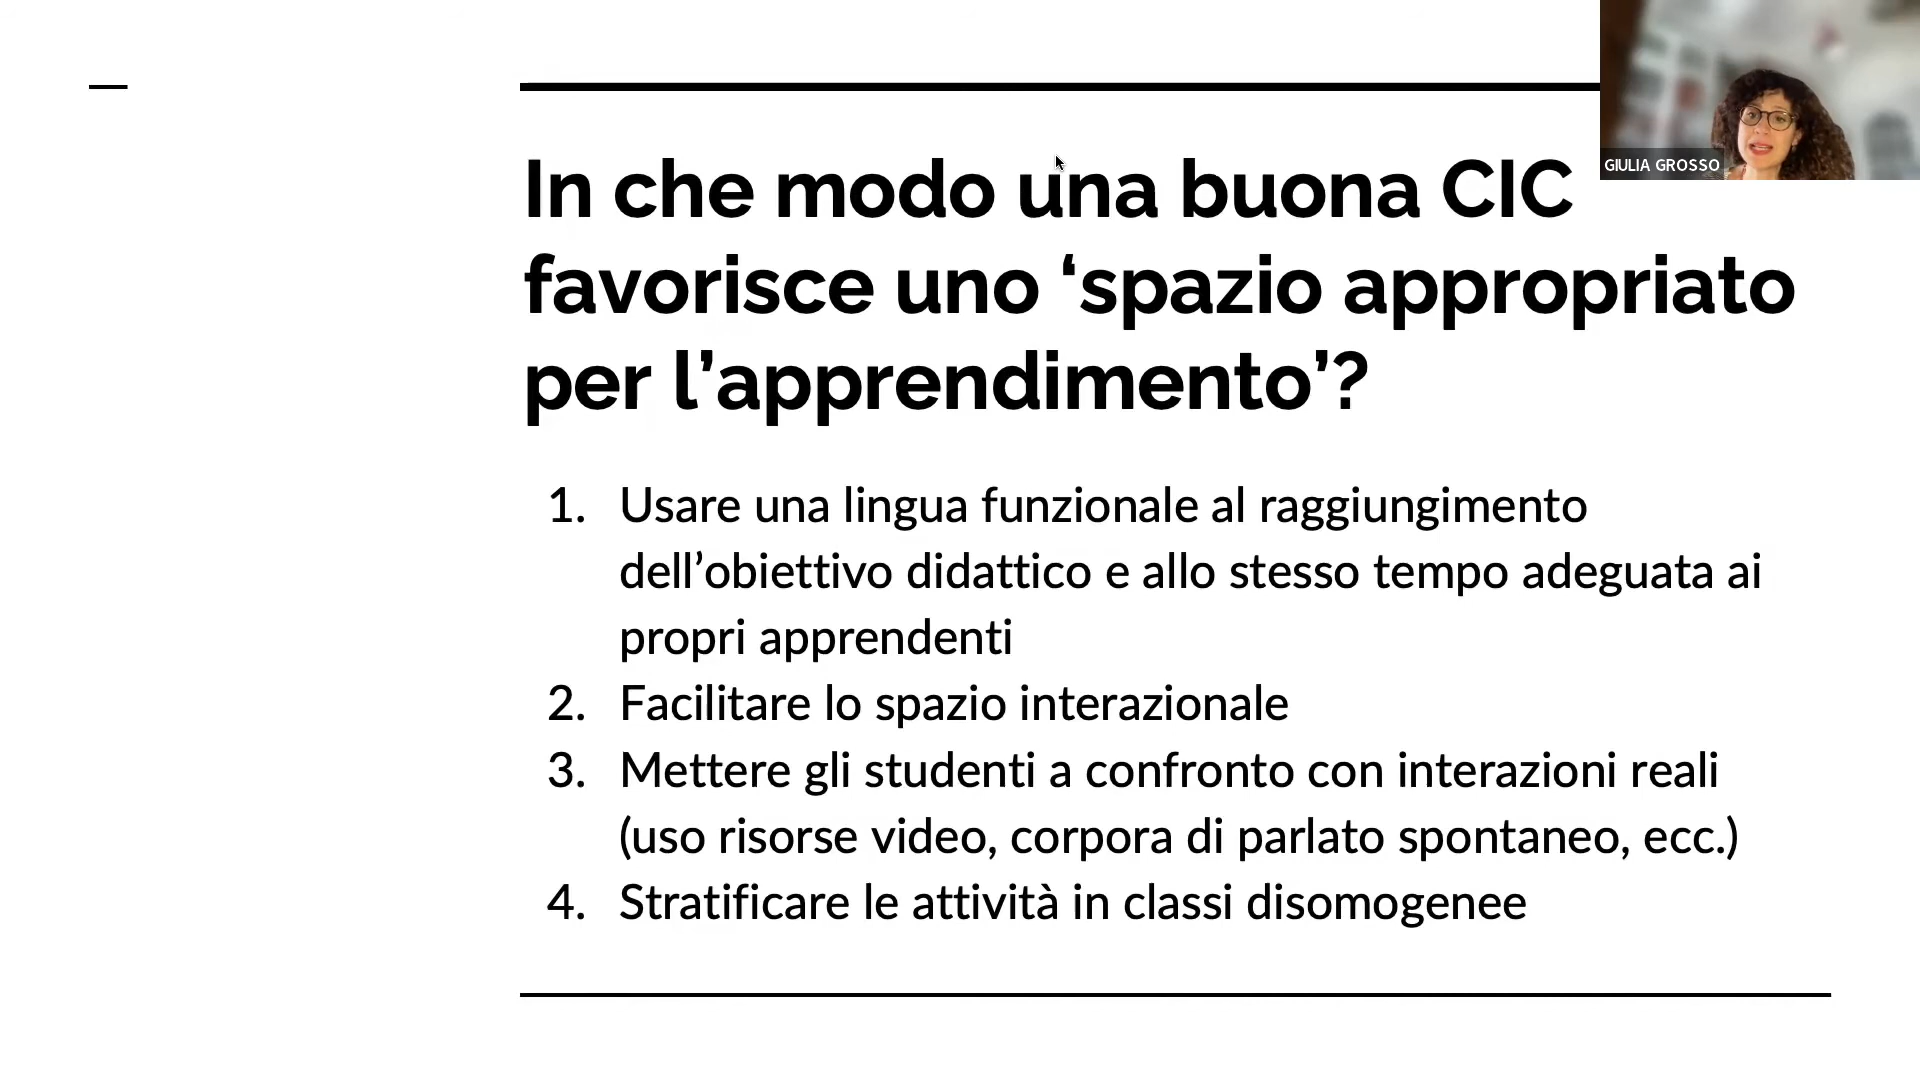 GIULIA GROSSO
In che modo una buona CIC
favorisce uno ‘spazio appropriato
per l’apprendimento’?
1. Usare una lingua funzionale al raggiungimento
dell’obiettivo didattico e allo stesso tempo adeguata ai
propri apprendenti
2. Facilitare lo spazio interazionale
3. Mettere gli studenti a confronto con interazioni reali
(uso risorse video, corpora di parlato spontaneo, ecc.)
4. Stratificare le attività in classi disomogenee